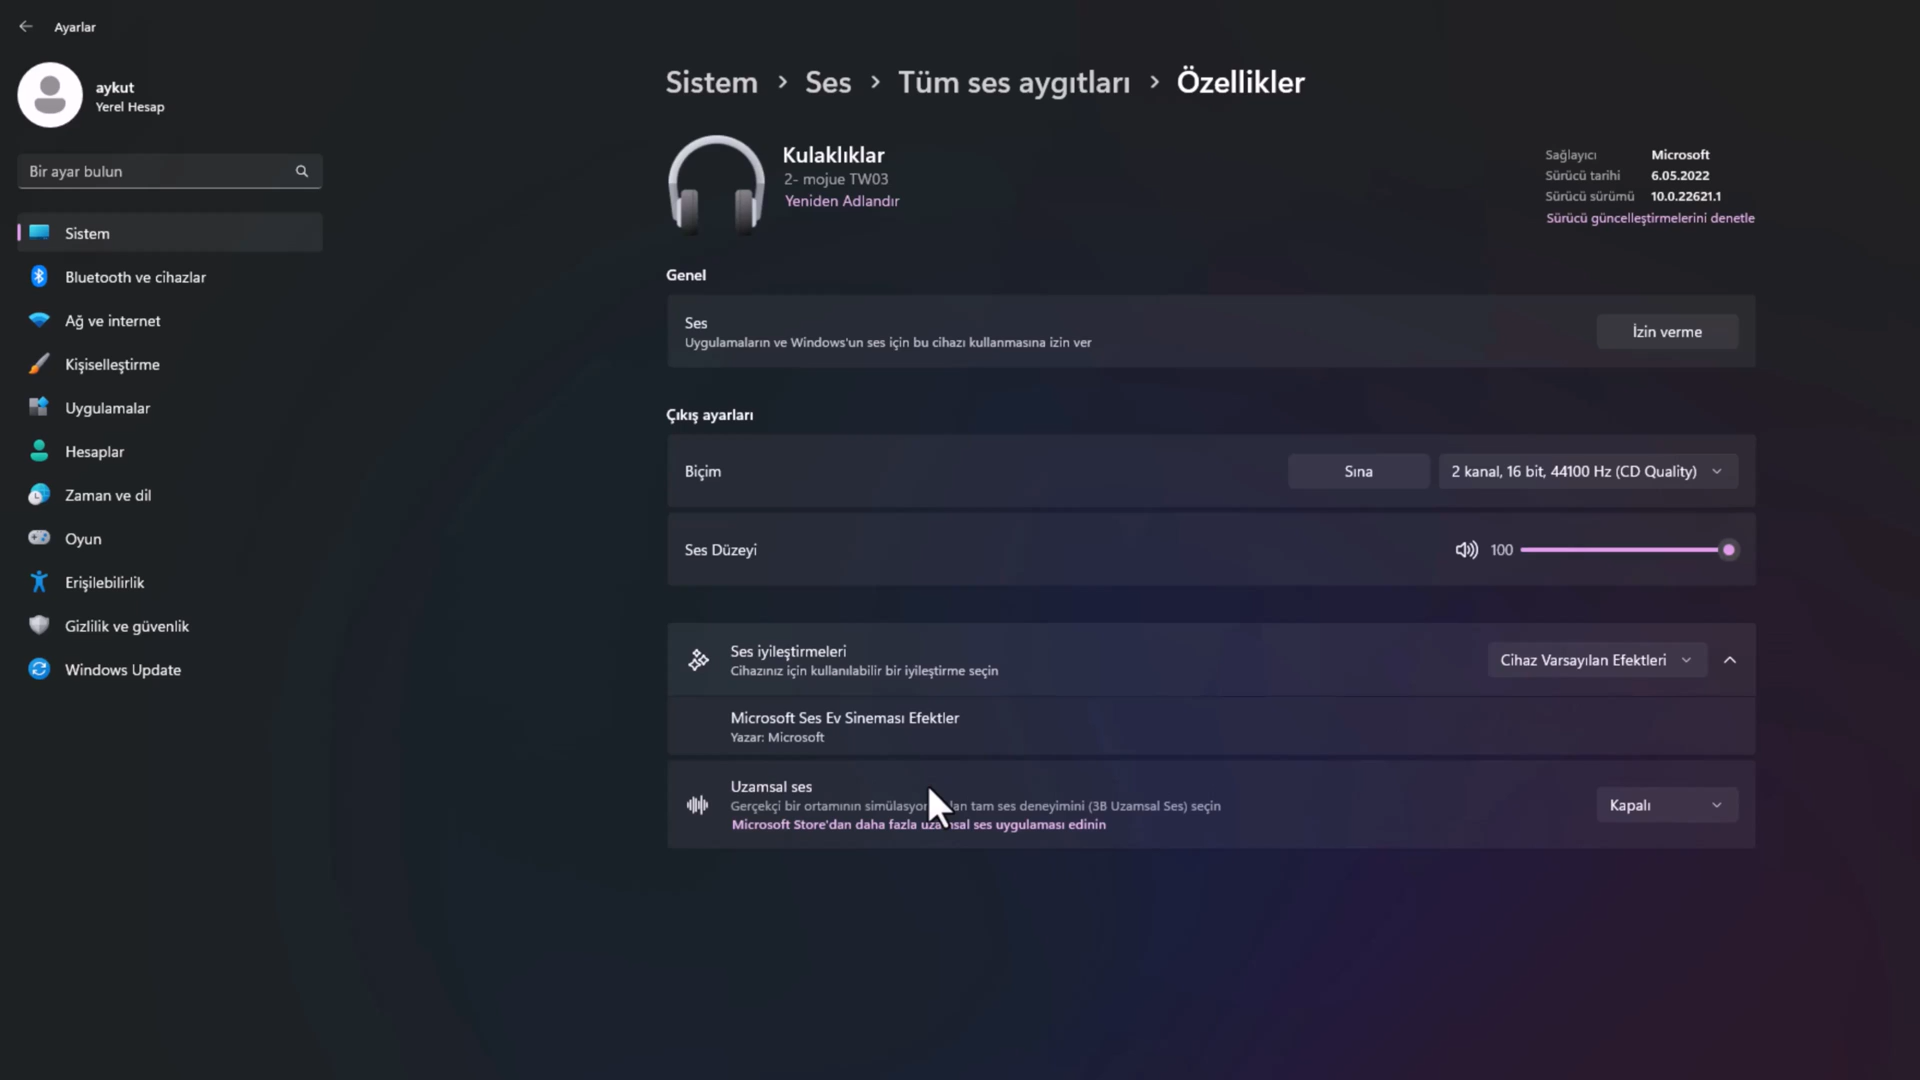 Ayarlar
aykut
Yerel Hesap
Bir ayar bulun
Sistem
Bluetooth ve cihazlar
Ağ ve internet
Kişiselleştirme
Uygulamalar
Hesaplar
Zaman ve dil
Oyun
Erişilebilirlik
Gizlilik ve güvenlik
Windows Update
Sistem > Ses > Tüm ses aygıtları > Özellikler
Kulaklıklar
2- mojue TW03
Yeniden Adlandır
Sağlayıcı Microsoft
Sürücü tarihi 6.05.2022
Sürücü sürümü 10.0.22621.1
Sürücü güncelleştirmelerini denetle
Genel
Ses
Uygulamaların ve Windows'un ses için bu cihazı kullanmasına izin ver
İzin verme
Çıkış ayarları
Biçim
Sına
2 kanal, 16 bit, 44100 Hz (CD Quality)
Ses Düzeyi
100
Ses iyileştirmeleri
Cihazınız için kullanılabilir bir iyileştirme seçin
Cihaz Varsayılan Efektleri
Microsoft Ses Ev Sineması Efektler
Yazar: Microsoft
Uzamsal ses
Gerçekçi bir ortamının tam ses deneyimini (3B Uzamsal Ses) seçin
Microsoft Store'dan daha fazla uzamsal ses uygulaması edinin
Kapalı